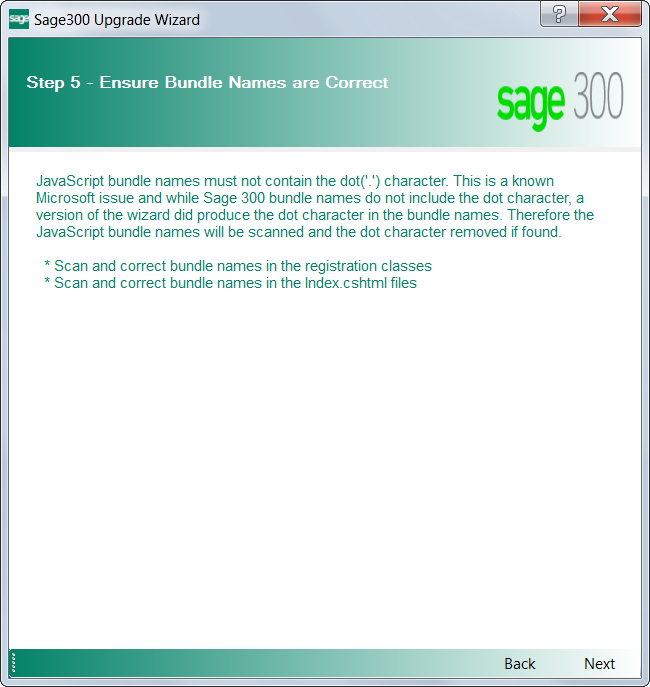 sage Sage300 Upgrade Wizard
?
Step 5 - Ensure Bundle Names are Correct
sage 300
JavaScript bundle names must not contain the dot('.') character. This is a known
Microsoft issue and while Sage 300 bundle names do not include the dot character, a
version of the wizard did produce the dot character in the bundle names. Therefore the
JavaScript bundle names will be scanned and the dot character removed if found.
* Scan and correct bundle names in the registration classes
* Scan and correct bundle names in the Index.cshtml files
Back Next